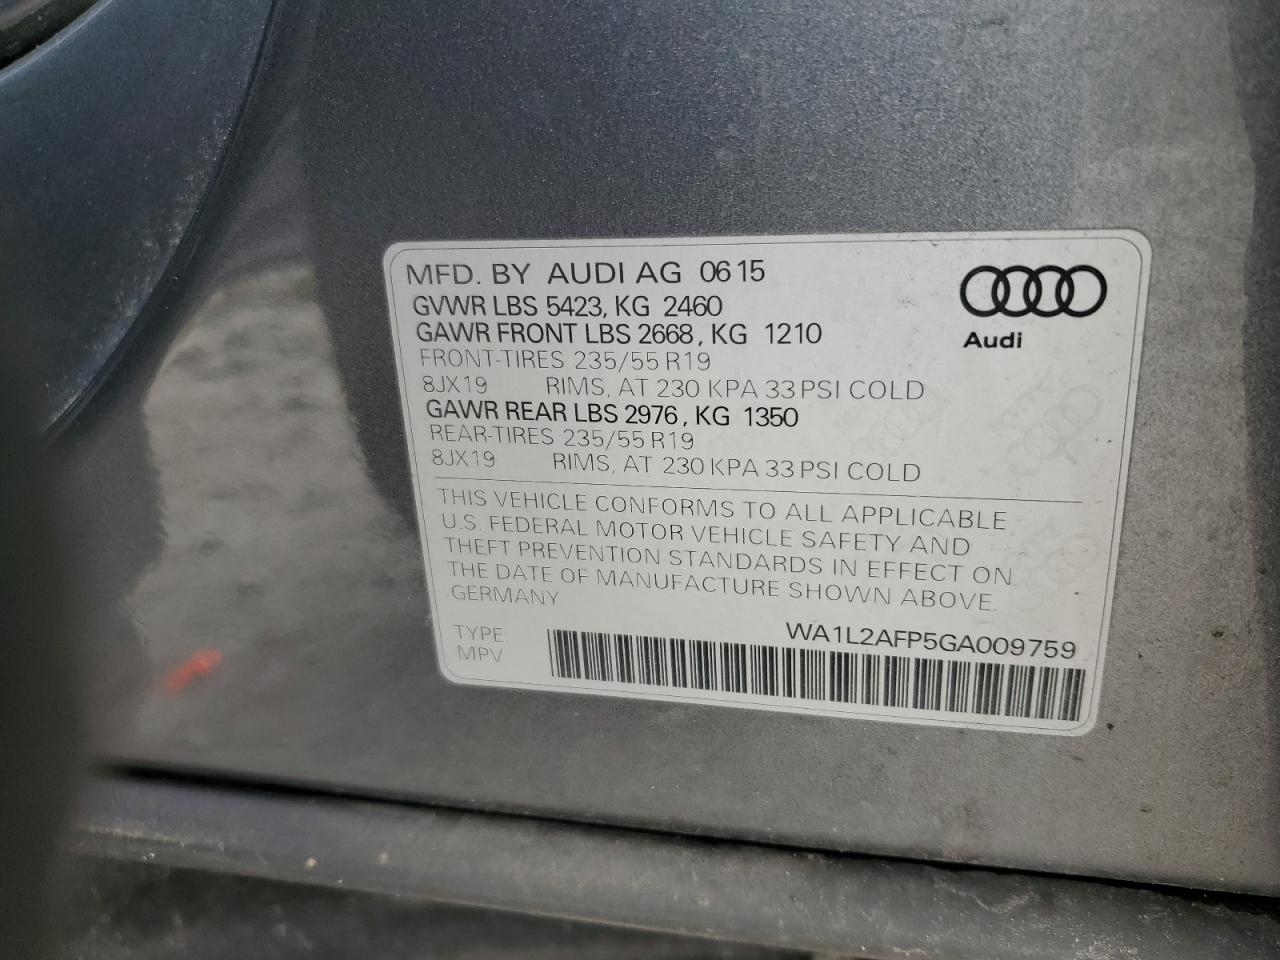 MFD. BY AUDI AG 06 15
GVWR LBS 5423, KG 2460
GAWR FRONT LBS 2668, KG 1210
FRONT-TIRES 235/55 R19
8JX19 RIMS, AT 230 KPA 33 PSI COLD
GAWR REAR LBS 2976, KG 1350
REAR-TIRES 235/55 R19
8JX19 RIMS, AT 230 KPA 33 PSI COLD
Audi
THIS VEHICLE CONFORMS TO ALL APPLICABLE
U.S. FEDERAL MOTOR VEHICLE SAFETY AND
THEFT PREVENTION STANDARDS IN EFFECT ON
THE DATE OF MANUFACTURE SHOWN ABOVE.
GERMANY
WA1L2AFP5GA009759
TYPE
MPV